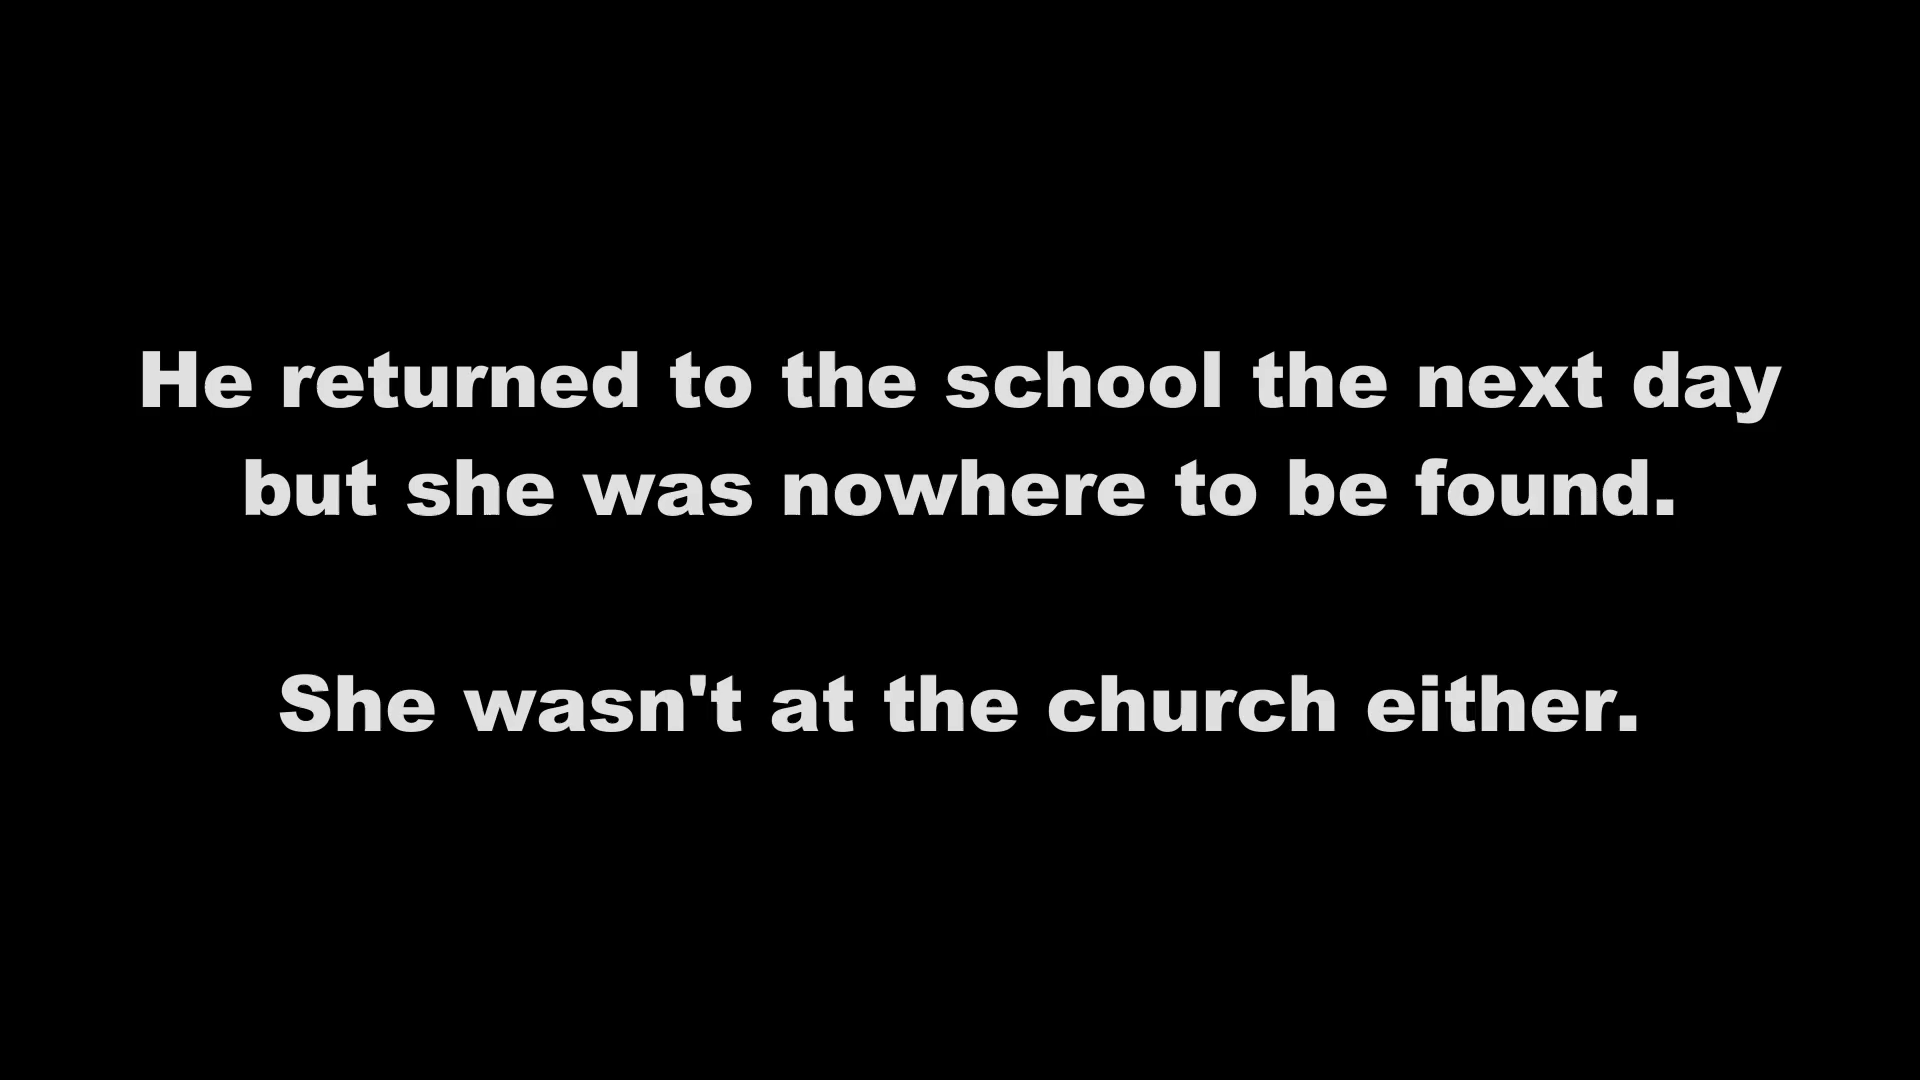 He returned to the school the next day
but she was nowhere to be found.
She wasn't at the church either.